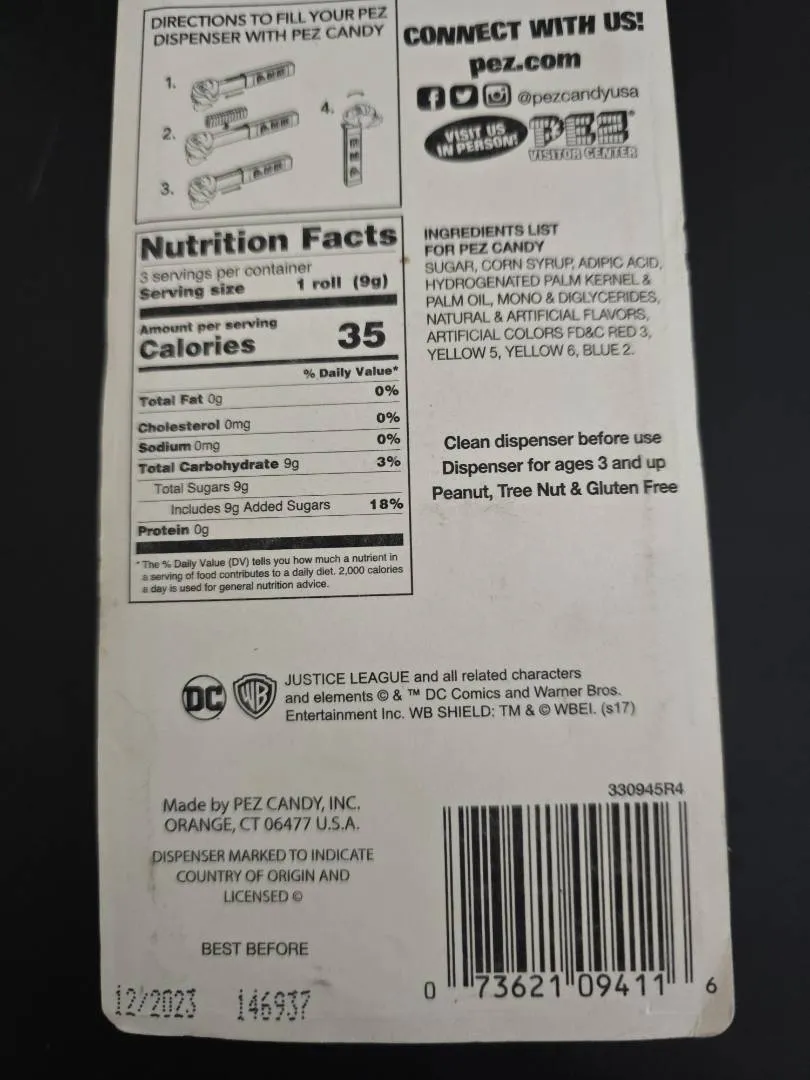 DIRECTIONS TO FILL YOUR PEZ
DISPENSER WITH PEZ CANDY
1.
2.
3.
4.
CONNECT WITH US!
pez.com
@pezcandyusa
VISIT US
IN PERSON!
PEZ®
VISITOR CENTER
Nutrition Facts
3 servings per container
Serving size 1 roll (9g)
Amount per serving
Calories 35
% Daily Value*
Total Fat 0g 0%
Cholesterol 0mg 0%
Sodium 0mg 0%
Total Carbohydrate 9g 3%
Total Sugars 9g
Includes 9g Added Sugars 18%
Protein 0g
* The % Daily Value (DV) tells you how much a nutrient in
a serving of food contributes to a daily diet. 2,000 calories
a day is used for general nutrition advice.
INGREDIENTS LIST
FOR PEZ CANDY
SUGAR, CORN SYRUP, ADIPIC ACID,
HYDROGENATED PALM KERNEL &
PALM OIL, MONO & DIGLYCERIDES,
NATURAL & ARTIFICIAL FLAVORS,
ARTIFICIAL COLORS FD&C RED 3,
YELLOW 5, YELLOW 6, BLUE 2.
Clean dispenser before use
Dispenser for ages 3 and up
Peanut, Tree Nut & Gluten Free
DC
WB
JUSTICE LEAGUE and all related characters
and elements © & ™ DC Comics and Warner Bros.
Entertainment Inc. WB SHIELD: TM & © WBEI. (s17)
Made by PEZ CANDY, INC.
ORANGE, CT 06477 U.S.A.
DISPENSER MARKED TO INDICATE
COUNTRY OF ORIGIN AND
LICENSED ©
BEST BEFORE
12/2023 146937
330945R4
0 73621 09411 6